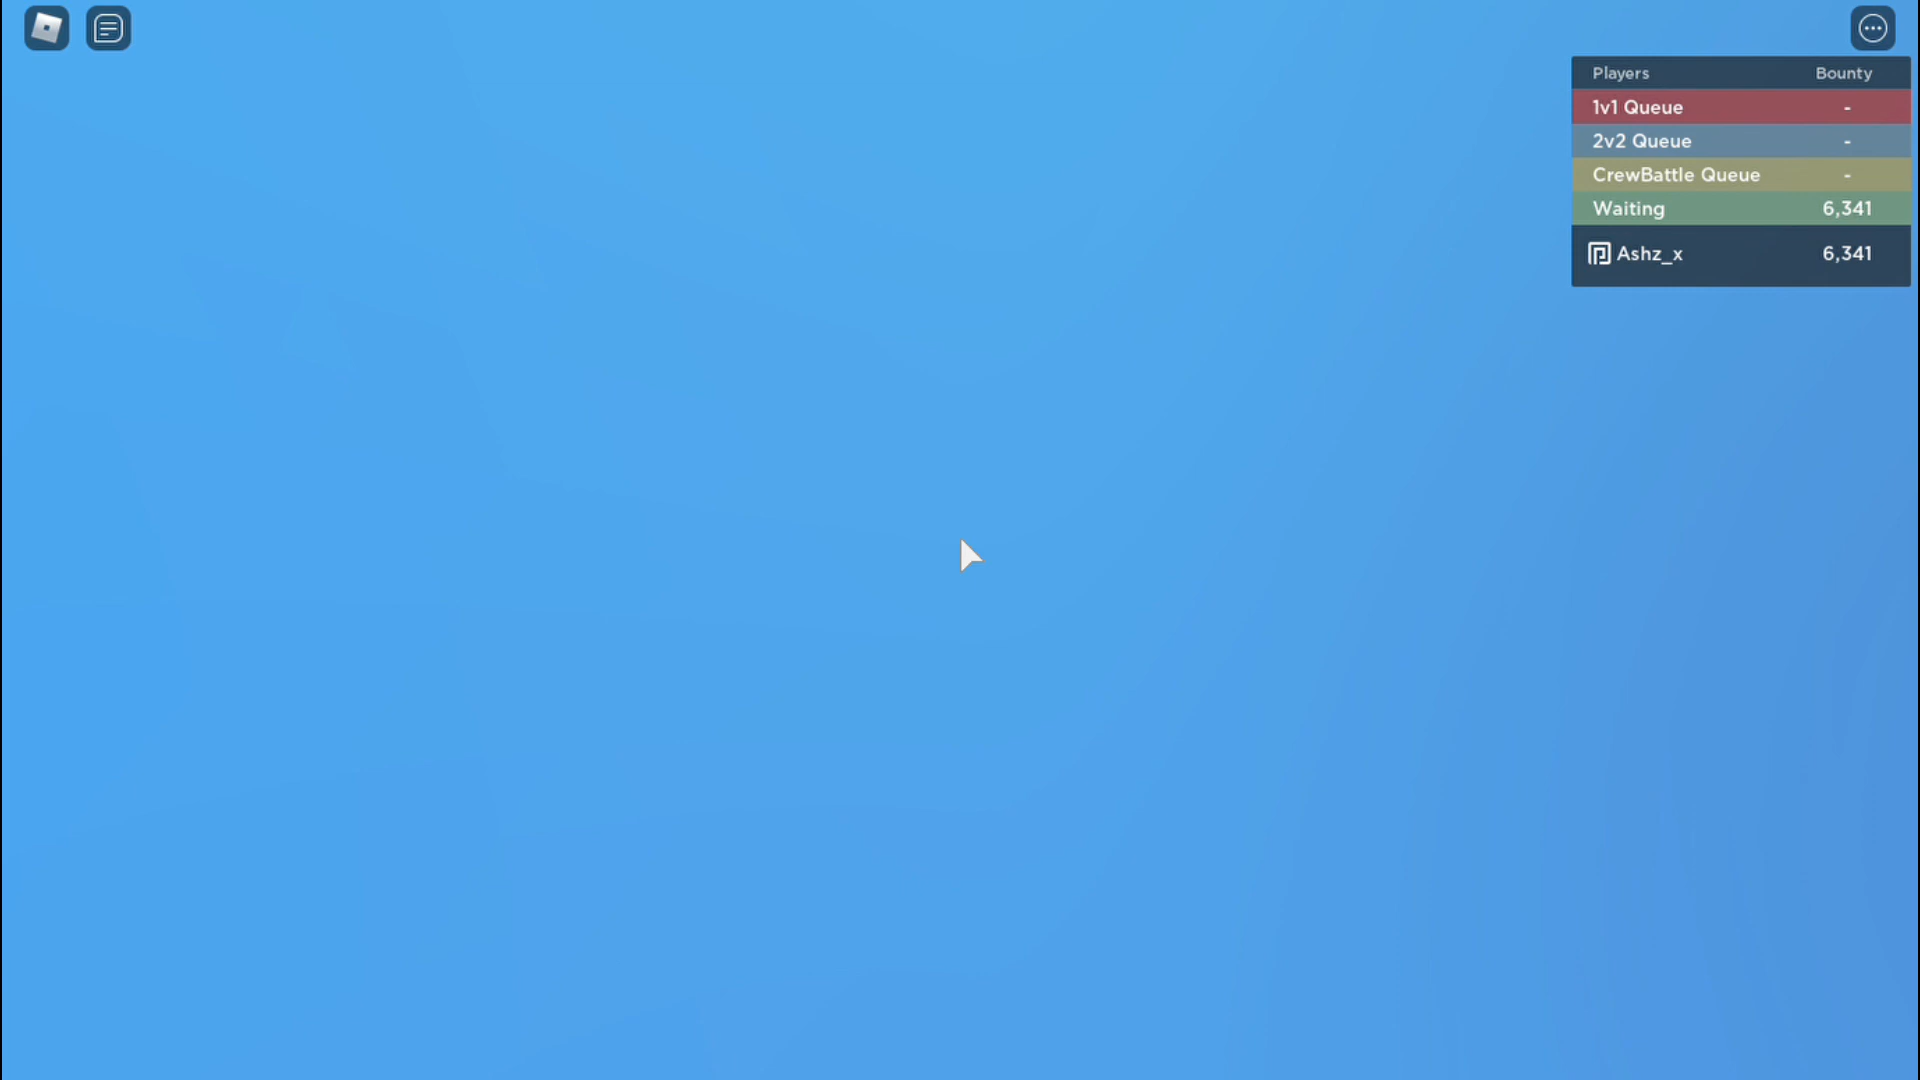 Players Bounty
1v1 Queue -
2v2 Queue -
CrewBattle Queue -
Waiting 6,341
Ashz_x 6,341